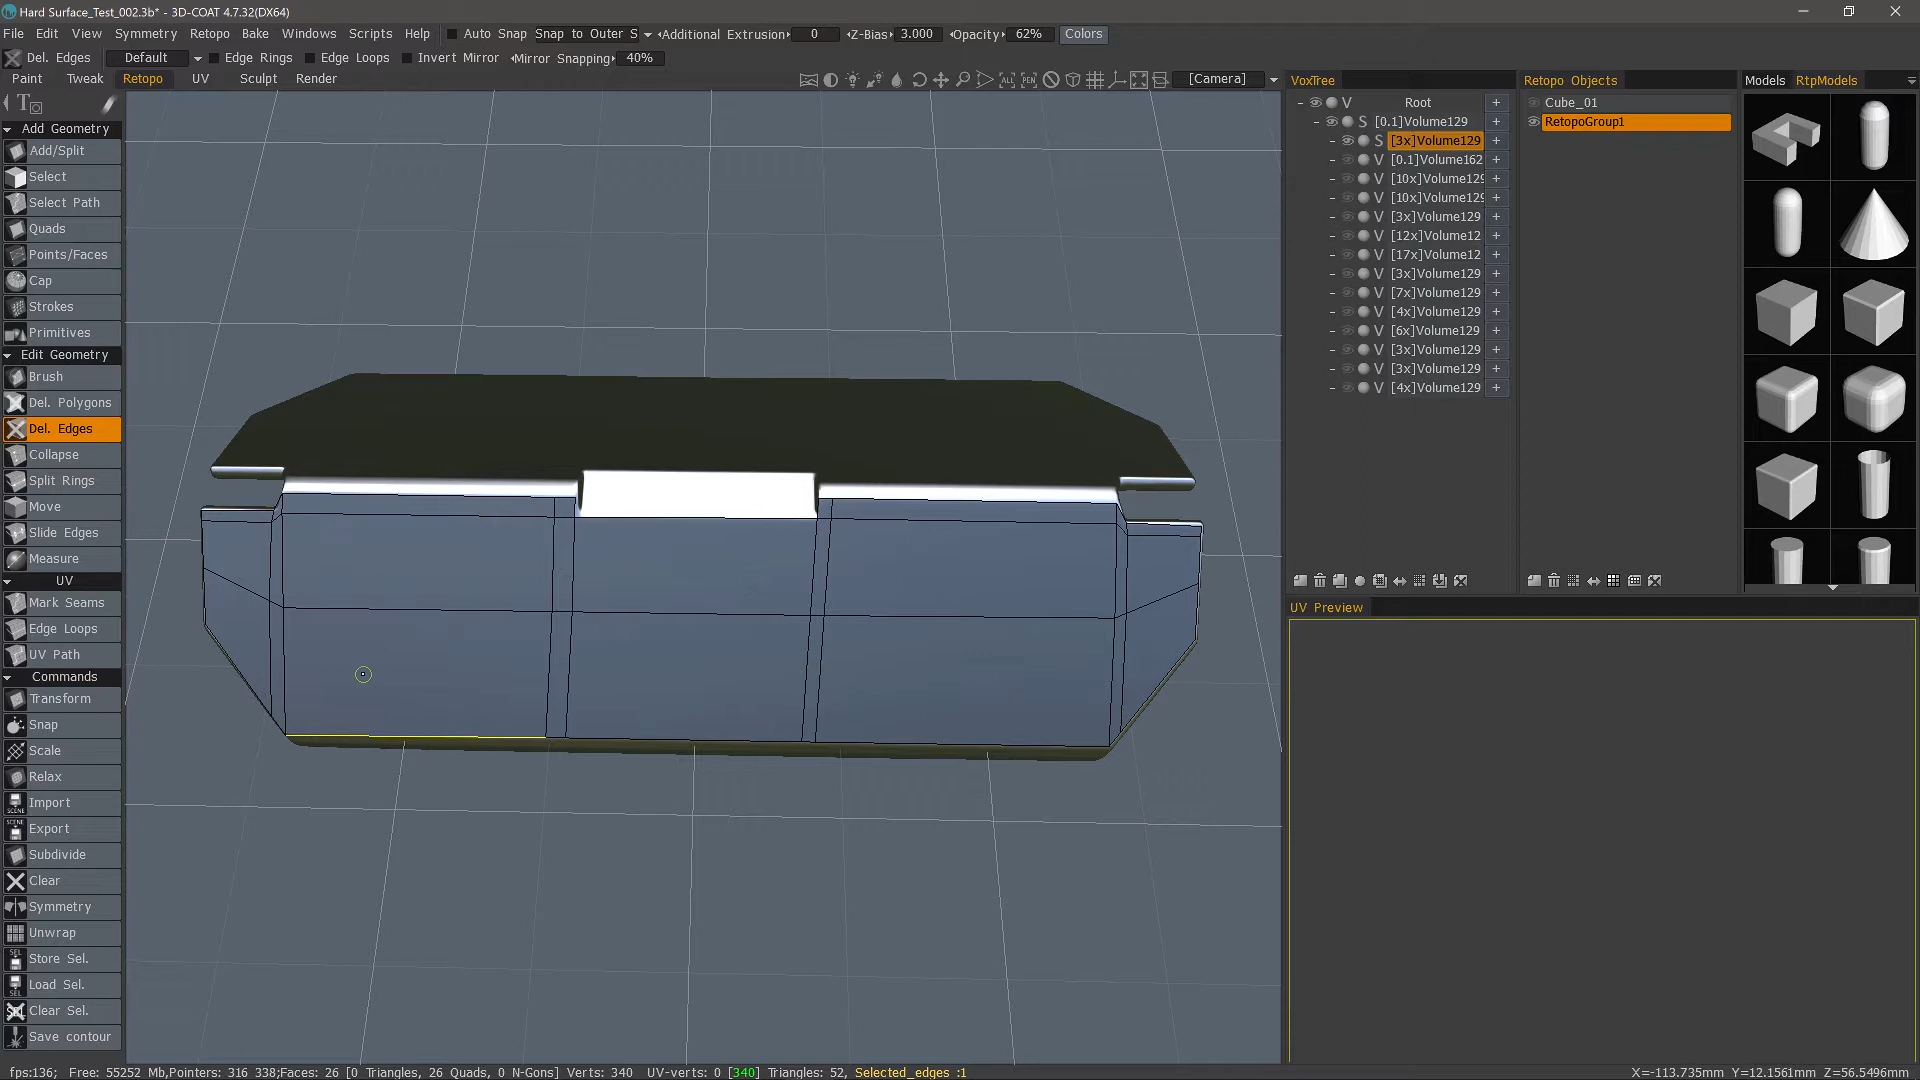 Hard Surface_Test_002.3b* - 3D-COAT 4.7.32(DX64)
File Edit View Symmetry Retopo Bake Windows Scripts Help Auto Snap Snap to Outer S Additional Extrusion 0 Z-Bias 3.000 Opacity 62% Colors
Del. Edges Default Edge Rings Edge Loops Invert Mirror Mirror Snapping 40%
Paint Tweak Retopo UV Sculpt Render [Camera] VoxTree Retopo Objects Models RtpModels
Add Geometry
Add/Split
Select
Select Path
Quads
Points/Faces
Cap
Strokes
Primitives
Edit Geometry
Brush
Del. Polygons
Del. Edges
Collapse
Split Rings
Move
Slide Edges
Measure
UV
Mark Seams
Edge Loops
UV Path
Commands
Transform
Snap
Scale
Relax
Import
Export
Subdivide
Clear
Symmetry
Unwrap
Store Sel.
Load Sel.
Clear Sel.
Save contour
V Root +
S [0.1]Volume129 +
S [3x]Volume129 +
V [0.1]Volume162 +
V [10x]Volume129 +
V [10x]Volume129 +
V [3x]Volume129 +
V [12x]Volume12 +
V [17x]Volume12 +
V [3x]Volume129 +
V [7x]Volume129 +
V [4x]Volume129 +
V [6x]Volume129 +
V [3x]Volume129 +
V [3x]Volume129 +
V [4x]Volume129 +
Cube_01
RetopoGroup1
UV Preview
fps:136; Free: 55252 Mb,Pointers: 316 338;Faces: 26 [0 Triangles, 26 Quads, 0 N-Gons] Verts: 340 UV-verts: 0 [340] Triangles: 52, Selected_edges :1 X=-113.735mm Y=12.1561mm Z=56.5496mm